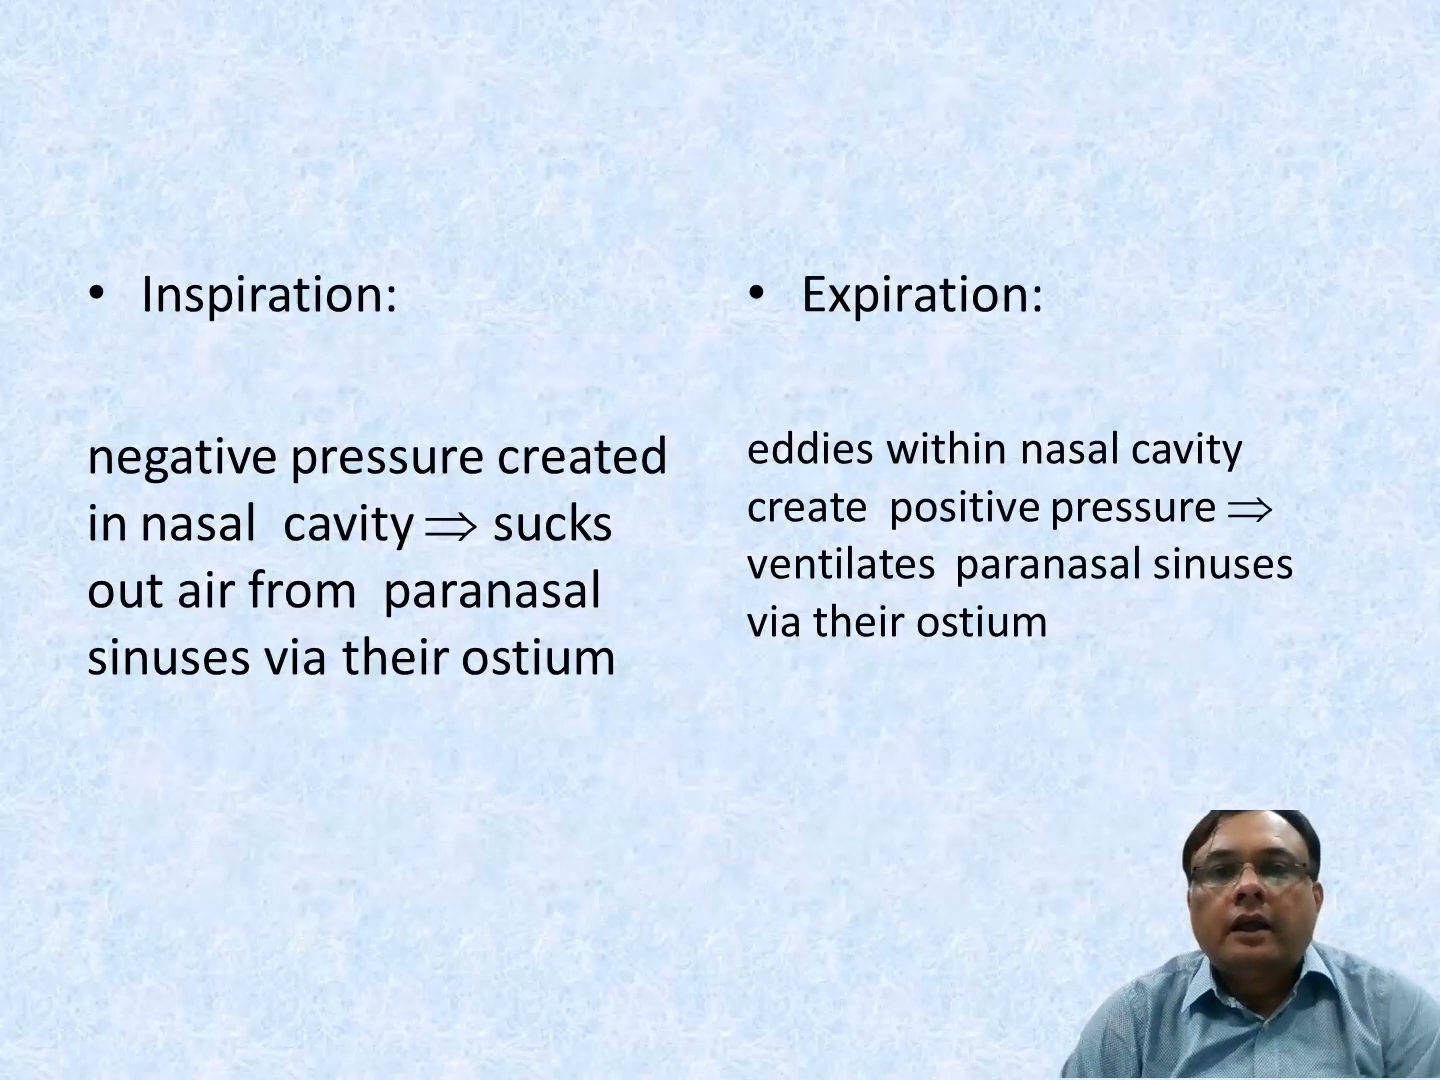 • Inspiration:
negative pressure created
in nasal cavity ⇒ sucks
out air from paranasal
sinuses via their ostium
• Expiration:
eddies within nasal cavity
create positive pressure ⇒
ventilates paranasal sinuses
via their ostium